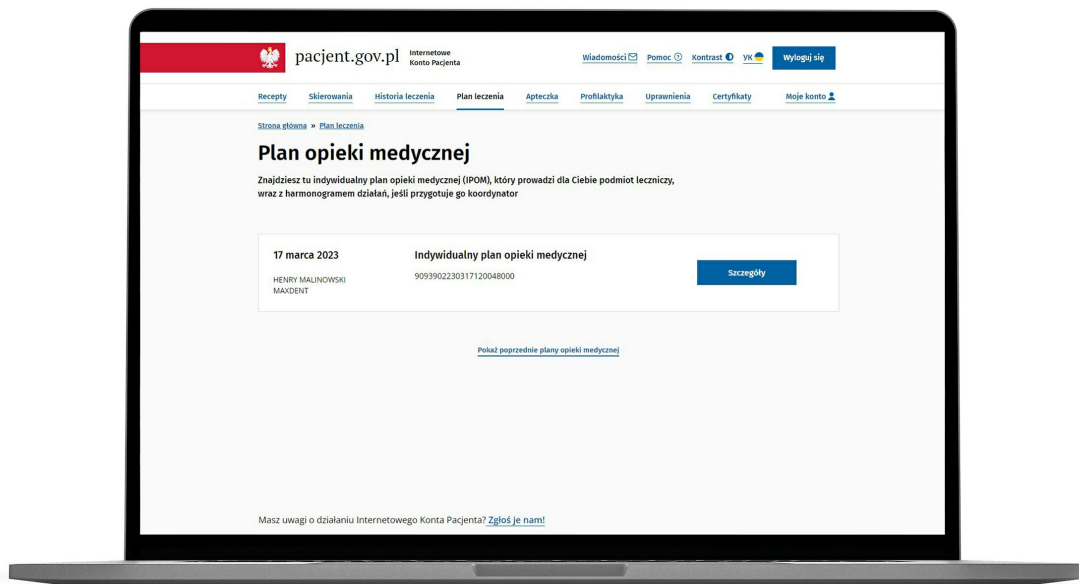 pacjent.gov.pl
Internetowe
Konto Pacjenta
Wiadomości
Pomoc ?
Kontrast
УК
Wyloguj się
Recepty Skierowania Historia leczenia Plan leczenia Apteczka Profilaktyka Uprawnienia Certyfikaty Moje konto
Strona główna » Plan leczenia
Plan opieki medycznej
Znajdziesz tu indywidualny plan opieki medycznej (IPOM), który prowadzi dla Ciebie podmiot leczniczy,
wraz z harmonogramem działań, jeśli przygotuje go koordynator
17 marca 2023
HENRY MALINOWSKI
MAXDENT
Indywidualny plan opieki medycznej
9093902230317120048000
Szczegóły
Pokaż poprzednie plany opieki medycznej
Masz uwagi o działaniu Internetowego Konta Pacjenta? Zgłoś je nam!